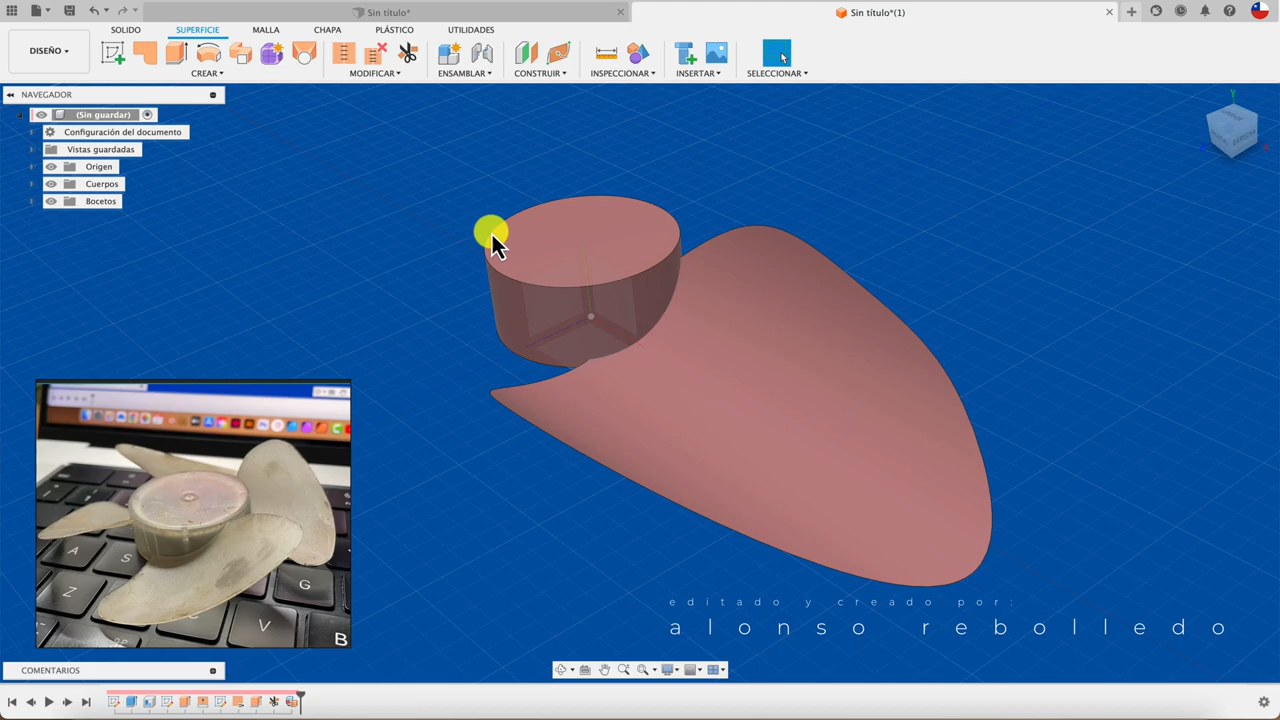 Sin título*
Sin título*(1)
DISEÑO
SOLIDO
SUPERFICIE
MALLA
CHAPA
PLÁSTICO
UTILIDADES
CREAR
MODIFICAR
ENSAMBLAR
CONSTRUIR
INSPECCIONAR
INSERTAR
SELECCIONAR
NAVEGADOR
(Sin guardar)
Configuración del documento
Vistas guardadas
Origen
Cuerpos
Bocetos
Y
A
S
Z
G
C
V
B
editado y creado por:
alonso rebolledo
COMENTARIOS